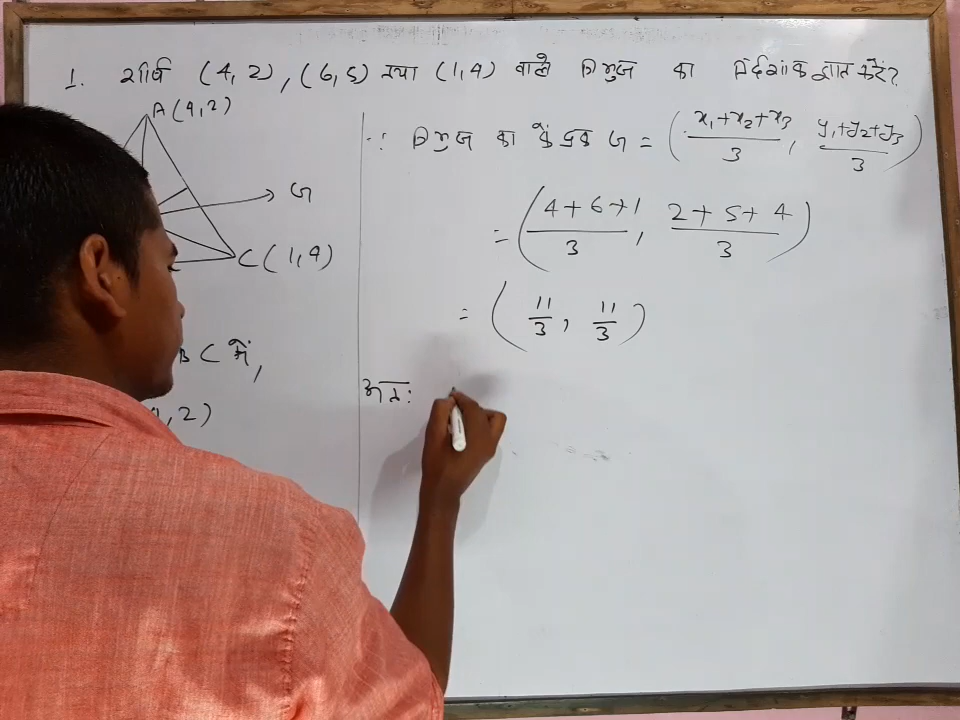 1. शीर्ष (4, 2), (6, 5) तथा (1, 4) वाले त्रिभुज का निर्देशांक ज्ञात करें?
A (4, 2)
G
C (1, 4)
B C में,
, 2)
∵ त्रिभुज का केंद्रक G = (x₁+x₂+x₃/3, y₁+y₂+y₃/3)
= (4+6+1/3, 2+5+4/3)
= (11/3, 11/3)
अतः